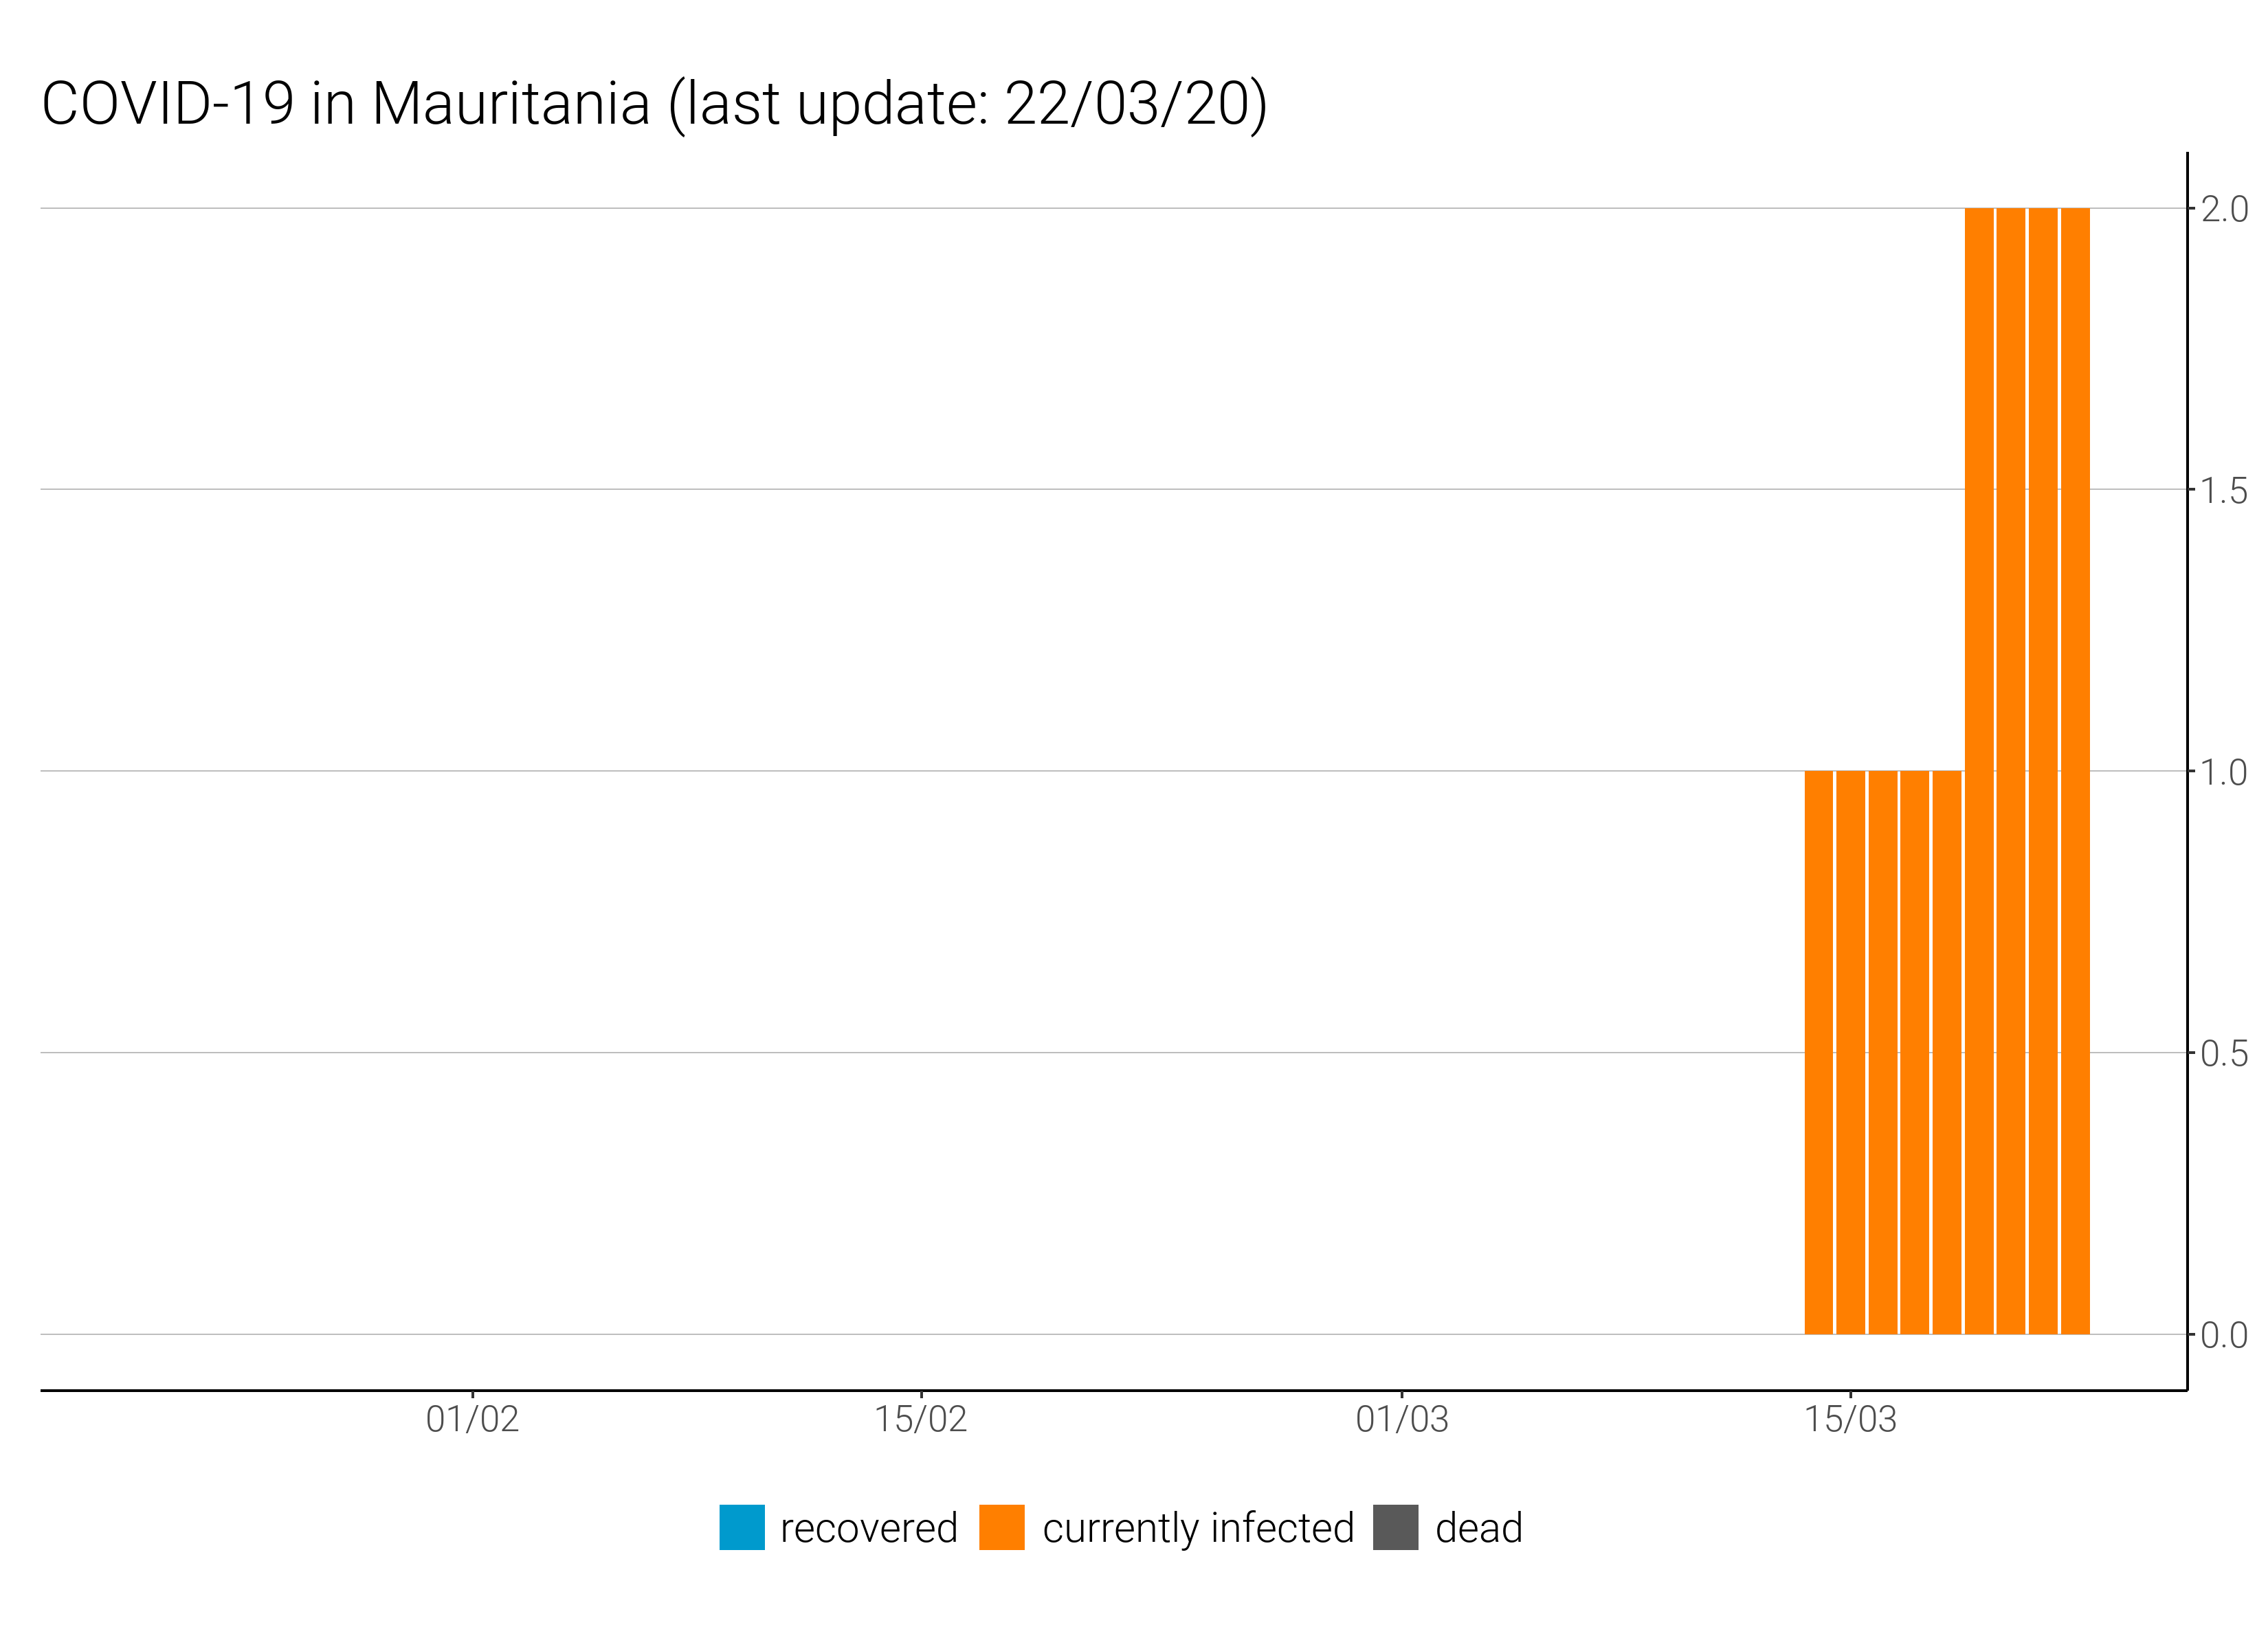 COVID-19 in Mauritania (last update: 22/03/20)
2.0
1.5
1.0
0.5
0.0
01/02 15/02 01/03 15/03
recovered currently infected dead